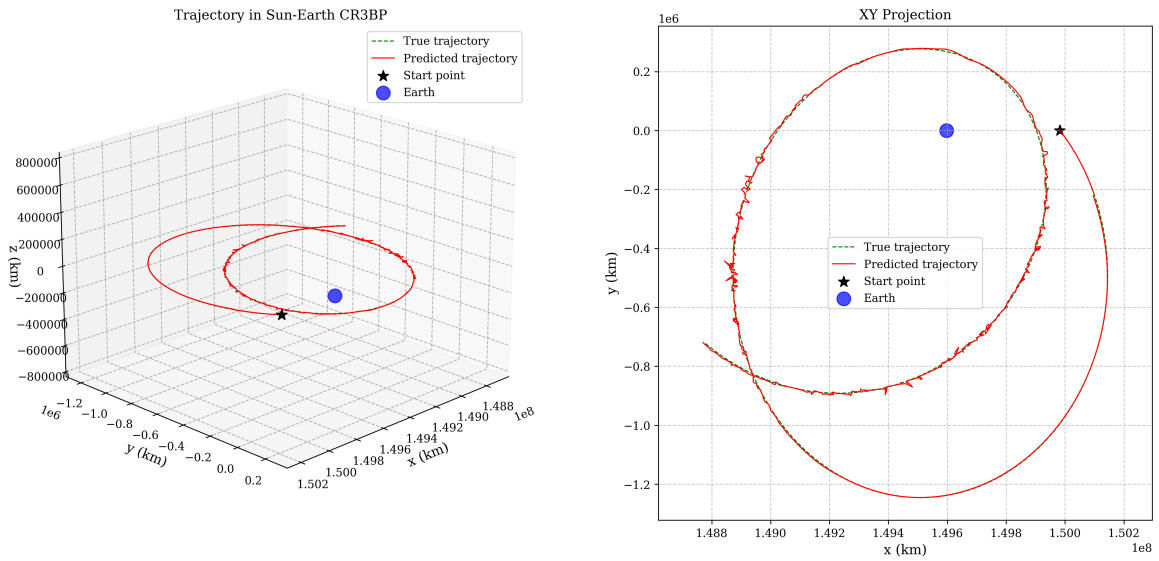 Trajectory in Sun-Earth CR3BP
True trajectory
Predicted trajectory
Start point
Earth
800000
600000
400000
200000
0
−200000
−400000
−600000
−800000
z (km)
1e6
−1.2
−1.0
−0.8
−0.6
−0.4
−0.2
0.0
0.2
y (km)
1.502
1.500
1.498
1.496
1.494
1.492
1.490
1.488
1e8
x (km)
XY Projection
1e6
0.2
0.0
−0.2
−0.4
−0.6
−0.8
−1.0
−1.2
y (km)
True trajectory
Predicted trajectory
Start point
Earth
1.488
1.490
1.492
1.494
1.496
1.498
1.500
1.502
1e8
x (km)